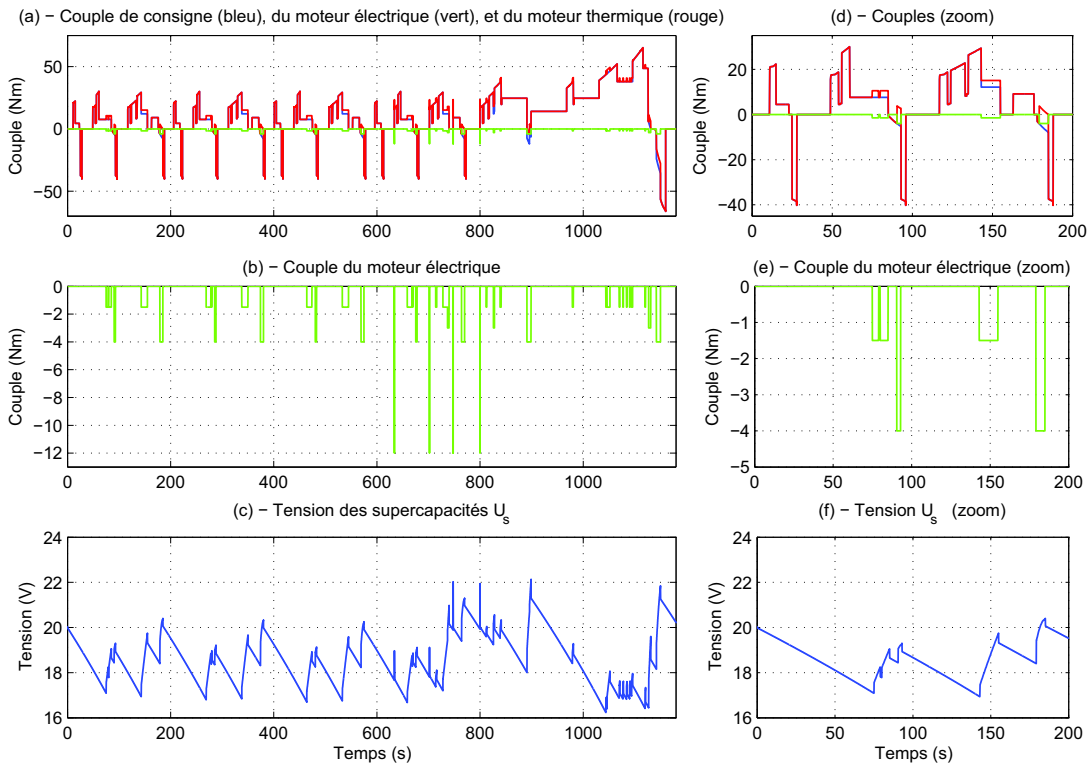 (a) − Couple de consigne (bleu), du moteur électrique (vert), et du moteur thermique (rouge)
Couple (Nm)
50
0
−50
0 200 400 600 800 1000
(d) − Couples (zoom)
Couple (Nm)
20
0
−20
−40
0 50 100 150 200
(b) − Couple du moteur électrique
Couple (Nm)
0
−2
−4
−6
−8
−10
−12
0 200 400 600 800 1000
(e) − Couple du moteur électrique (zoom)
Couple (Nm)
0
−1
−2
−3
−4
−5
0 50 100 150 200
(c) − Tension des supercapacités Us
Tension (V)
24
22
20
18
16
0 200 400 600 800 1000
Temps (s)
(f) − Tension Us (zoom)
Tension (V)
24
22
20
18
16
0 50 100 150 200
Temps (s)